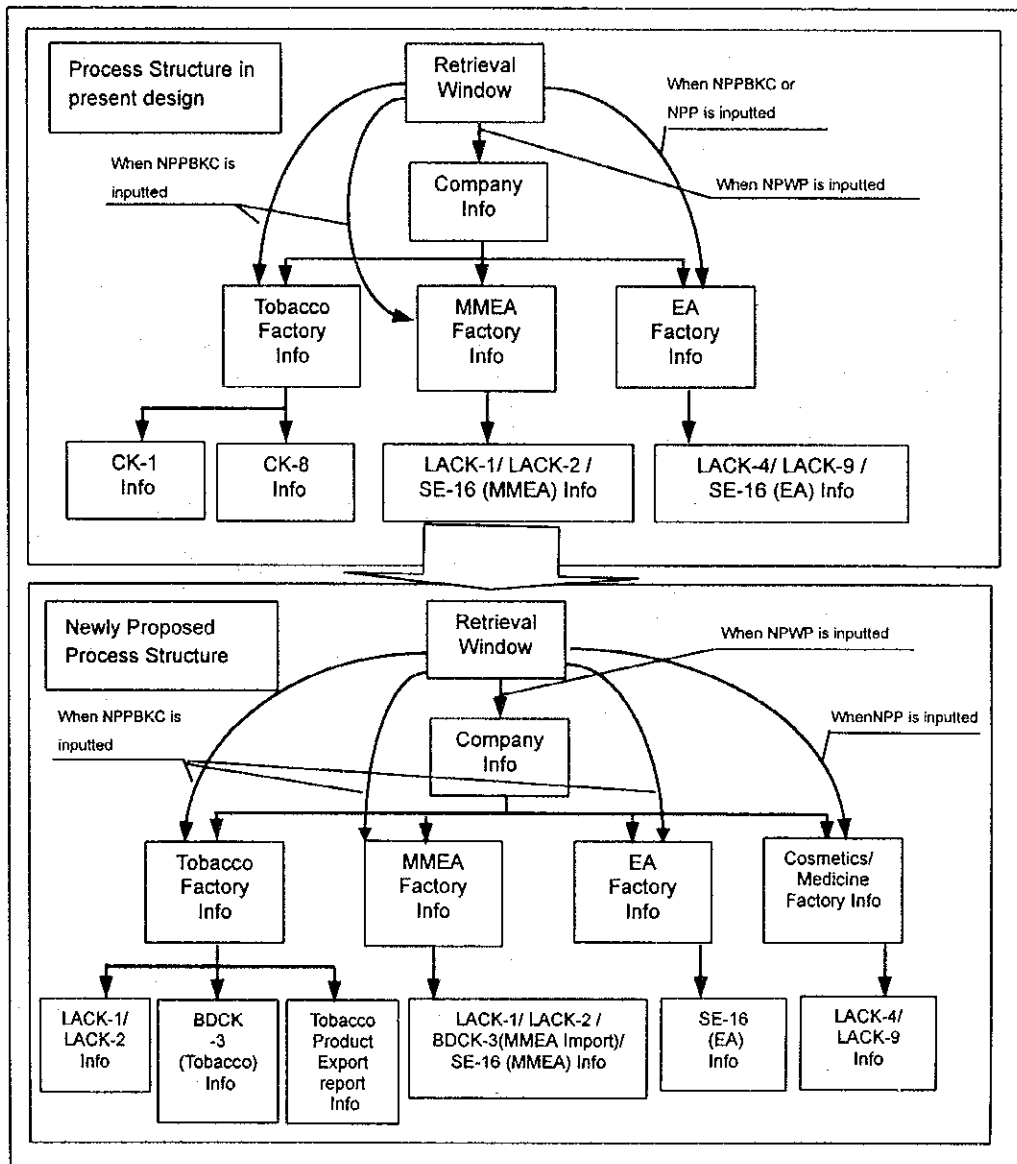 Process Structure in
present design
Retrieval
Window
When NPPBKC or
NPP is inputted
When NPPBKC is
inputted
Company
Info
When NPWP is inputted
Tobacco
Factory
Info
MMEA
Factory
Info
EA
Factory
Info
CK-1
Info
CK-8
Info
LACK-1/ LACK-2 /
SE-16 (MMEA) Info
LACK-4/ LACK-9 /
SE-16 (EA) Info
Newly Proposed
Process Structure
Retrieval
Window
When NPWP is inputted
When NPPBKC is
inputted
Company
Info
WhenNPP is inputted
Tobacco
Factory
Info
MMEA
Factory
Info
EA
Factory
Info
Cosmetics/
Medicine
Factory Info
LACK-1/
LACK-2
Info
BDCK
-3
(Tobacco)
Info
Tobacco
Product
Export
report
Info
LACK-1/ LACK-2 /
BDCK-3(MMEA Import)/
SE-16 (MMEA) Info
SE-16
(EA)
Info
LACK-4/
LACK-9
Info